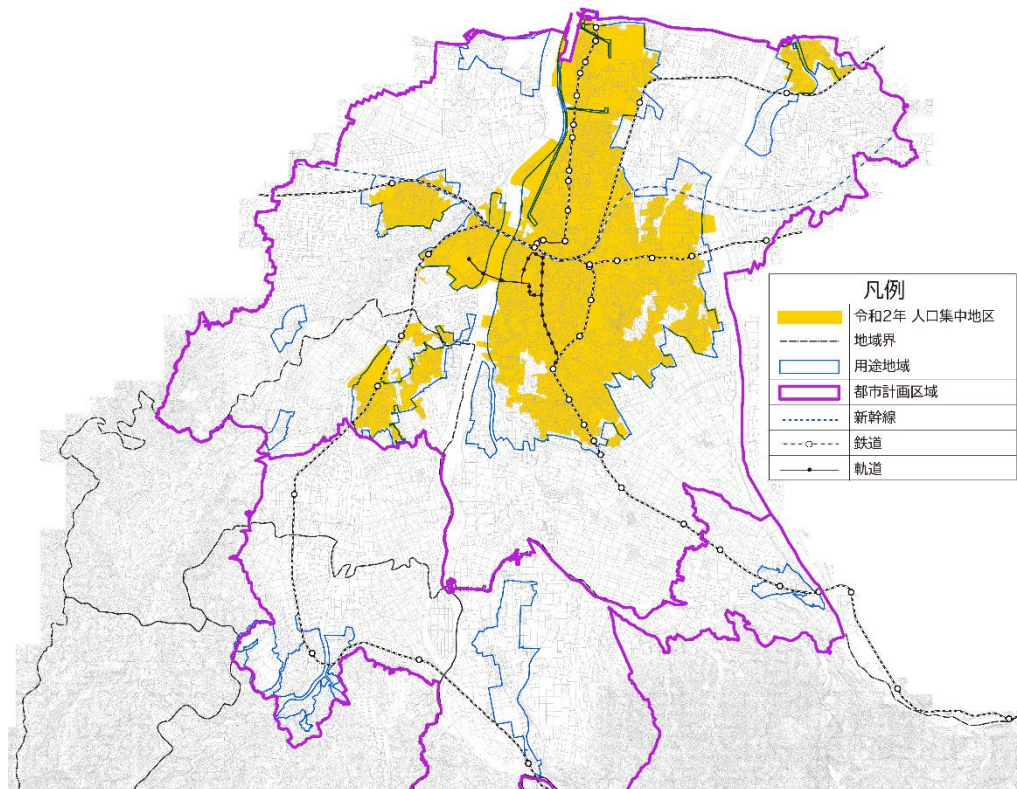 凡例
令和2年 人口集中地区
地域界
用途地域
都市計画区域
新幹線
鉄道
軌道